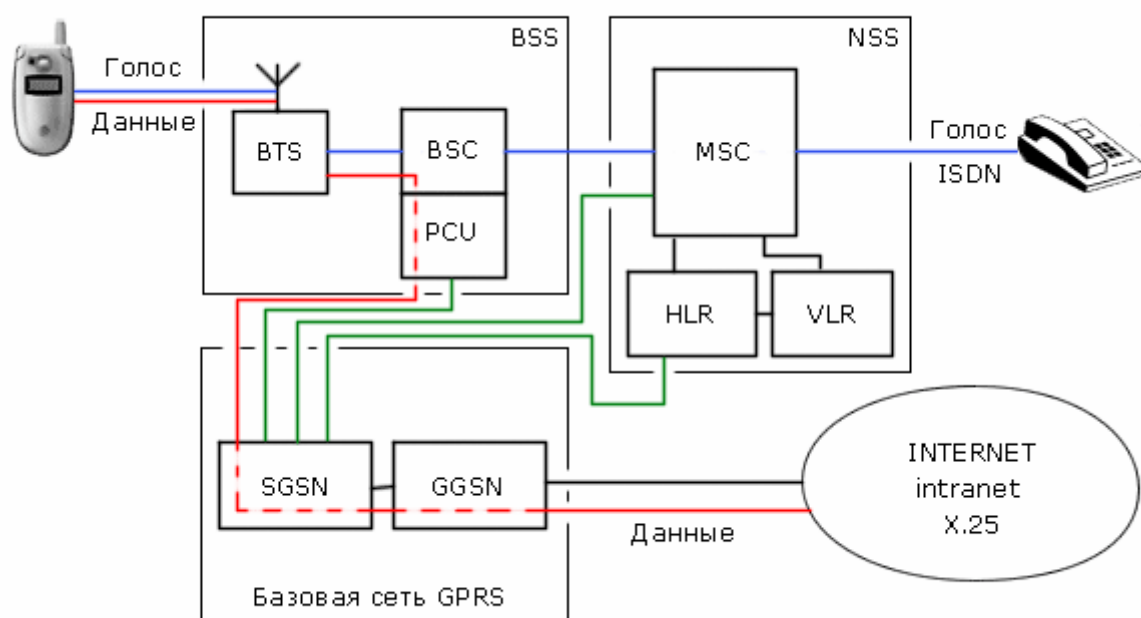 BSS
NSS
Голос
Данные
BTS
BSC
PCU
MSC
Голос
ISDN
HLR
VLR
SGSN
GGSN
INTERNET
intranet
X.25
Данные
Базовая сеть GPRS